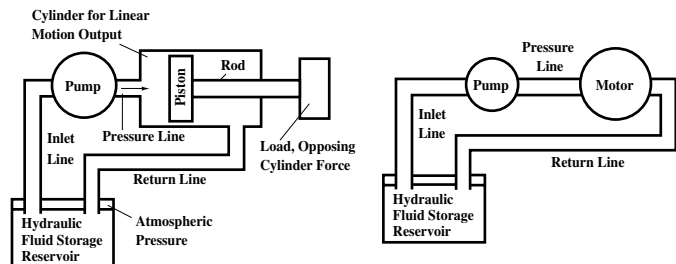 Cylinder for Linear
Motion Output
Pump
Piston
Rod
Pressure Line
Inlet
Line
Load, Opposing
Cylinder Force
Return Line
Atmospheric
Pressure
Hydraulic
Fluid Storage
Reservoir
Pressure
Line
Pump
Motor
Inlet
Line
Return Line
Hydraulic
Fluid Storage
Reservoir